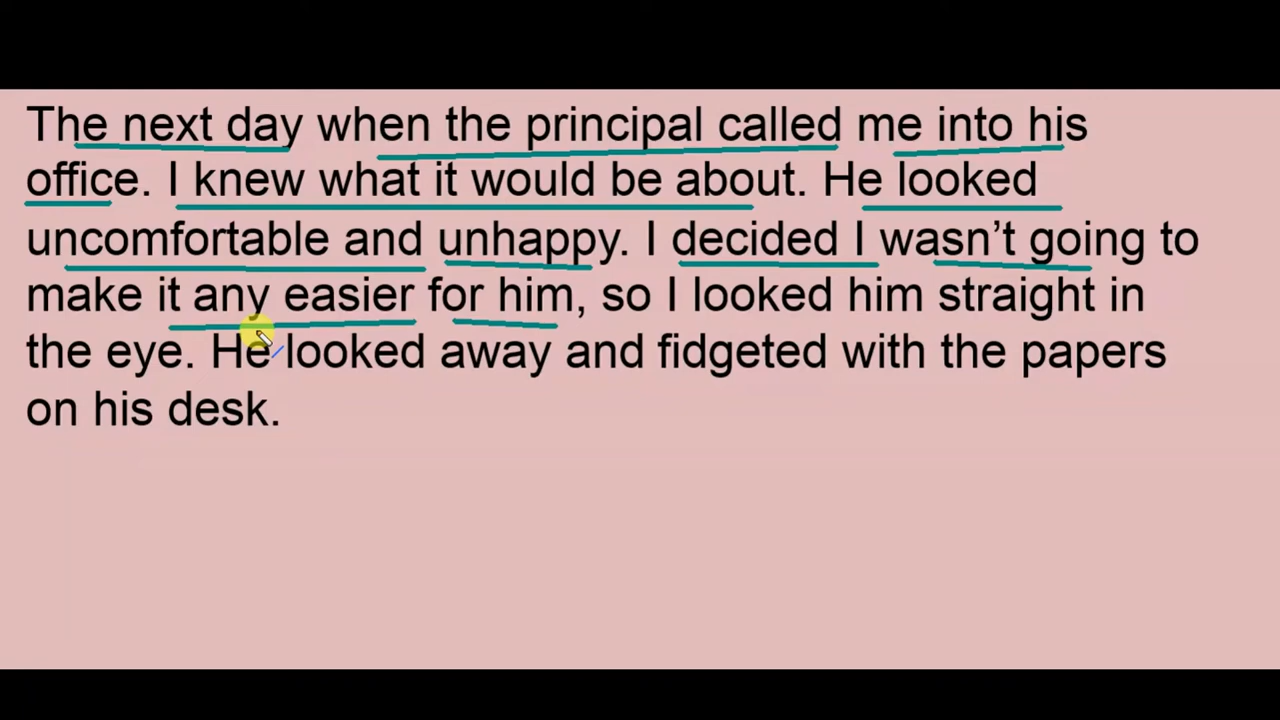 The next day when the principal called me into his
office. I knew what it would be about. He looked
uncomfortable and unhappy. I decided I wasn’t going to
make it any easier for him, so I looked him straight in
the eye. He looked away and fidgeted with the papers
on his desk.